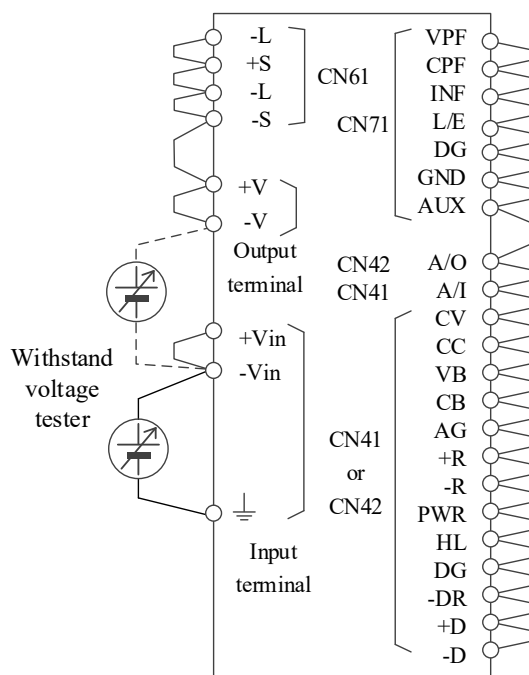 -L
+S
-L
-S
CN61
+V
-V
Output
terminal
Withstand
voltage
tester
+Vin
-Vin
Input
terminal
CN71
VPF
CPF
INF
L/E
DG
GND
AUX
CN42 A/O
CN41 A/I
CN41
or
CN42
CV
CC
VB
CB
AG
+R
-R
PWR
HL
DG
-DR
+D
-D